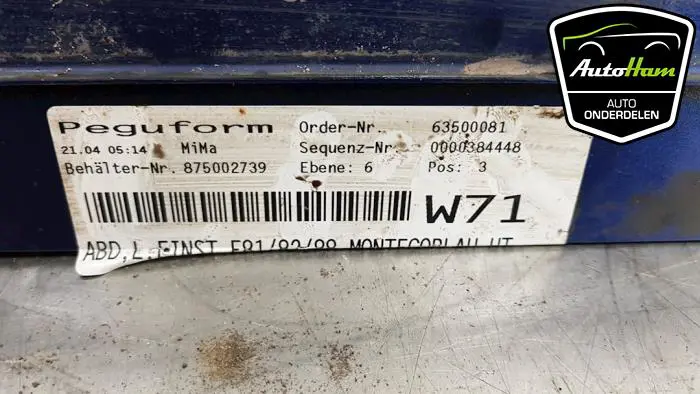 AutoHam
AUTO
ONDERDELEN
Peguform Order-Nr. 63500081
21.04 05:14 MiMa Sequenz-Nr. 0000384448
Behälter-Nr. 875002739 Ebene: 6 Pos: 3
W71
ABD, L. EINST E81/82/88 MONTEGOBLAU UT